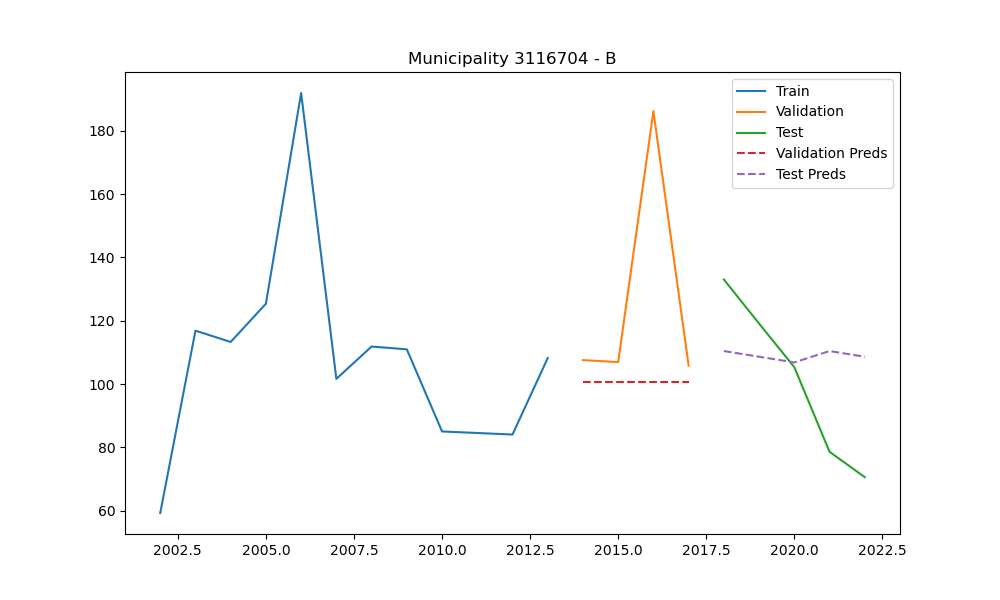 Municipality 3116704 - B
Train
Validation
Test
Validation Preds
Test Preds
180
160
140
120
100
80
60
2002.5 2005.0 2007.5 2010.0 2012.5 2015.0 2017.5 2020.0 2022.5